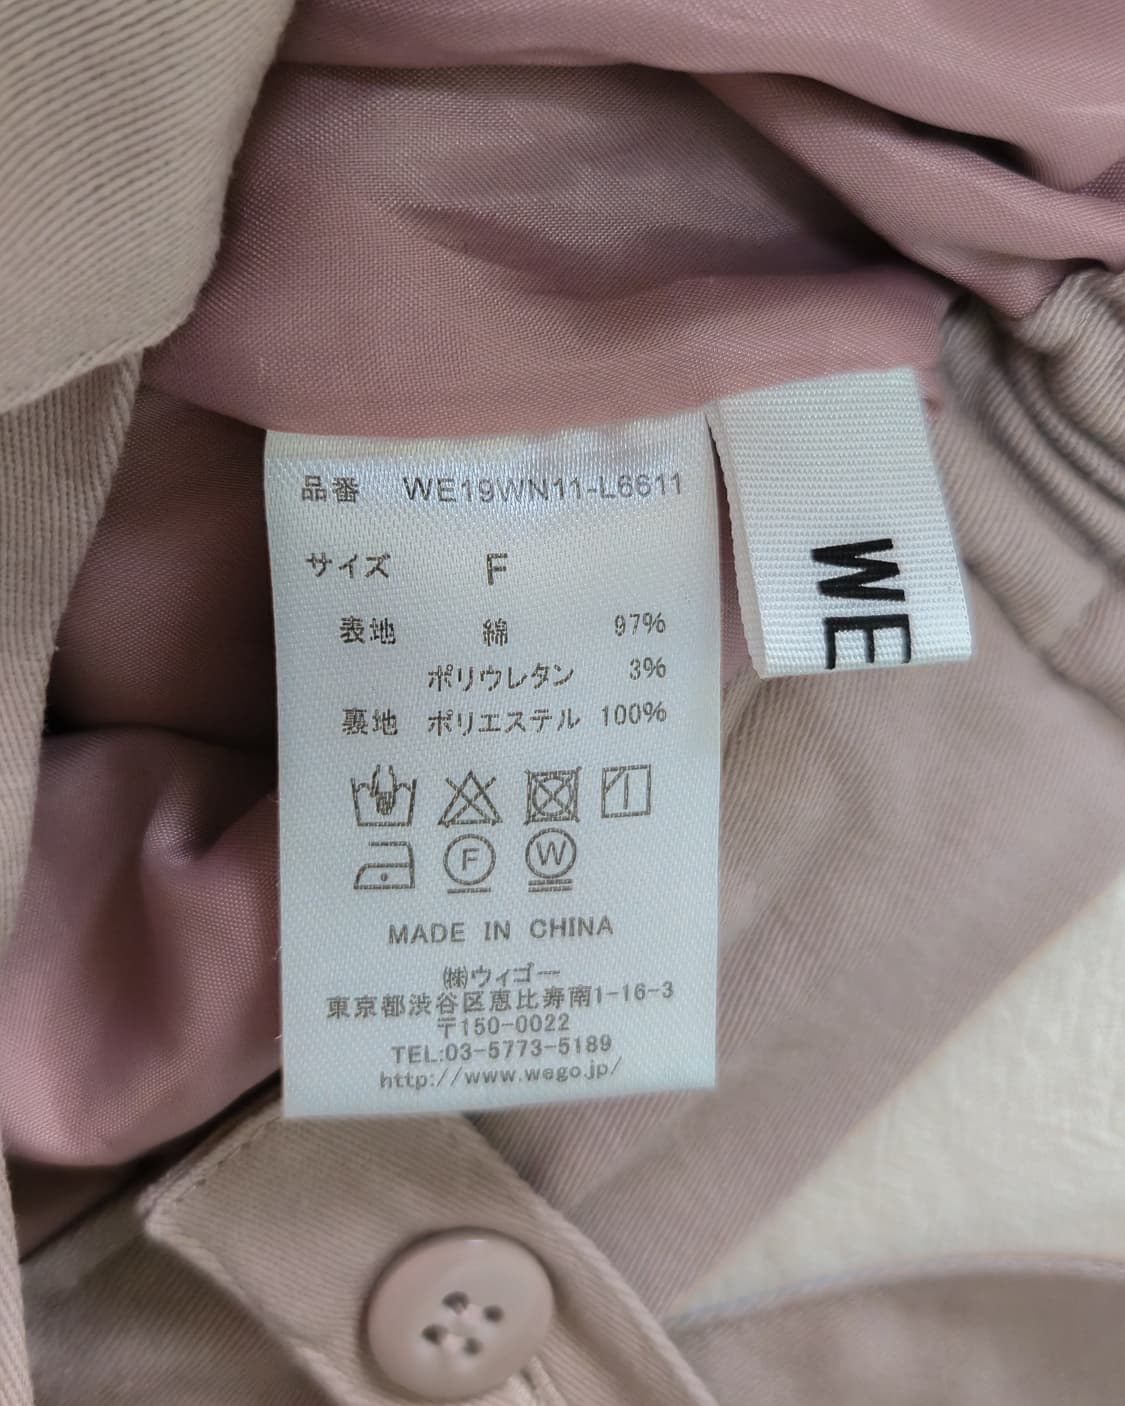 品番 WE19WN11-L6611
サイズ F
表地 綿 97%
ポリウレタン 3%
裏地 ポリエステル 100%
F W
MADE IN CHINA
㈱ウィゴー
東京都渋谷区恵比寿南1-16-3
〒150-0022
TEL:03-5773-5189
http://www.wego.jp/
WE